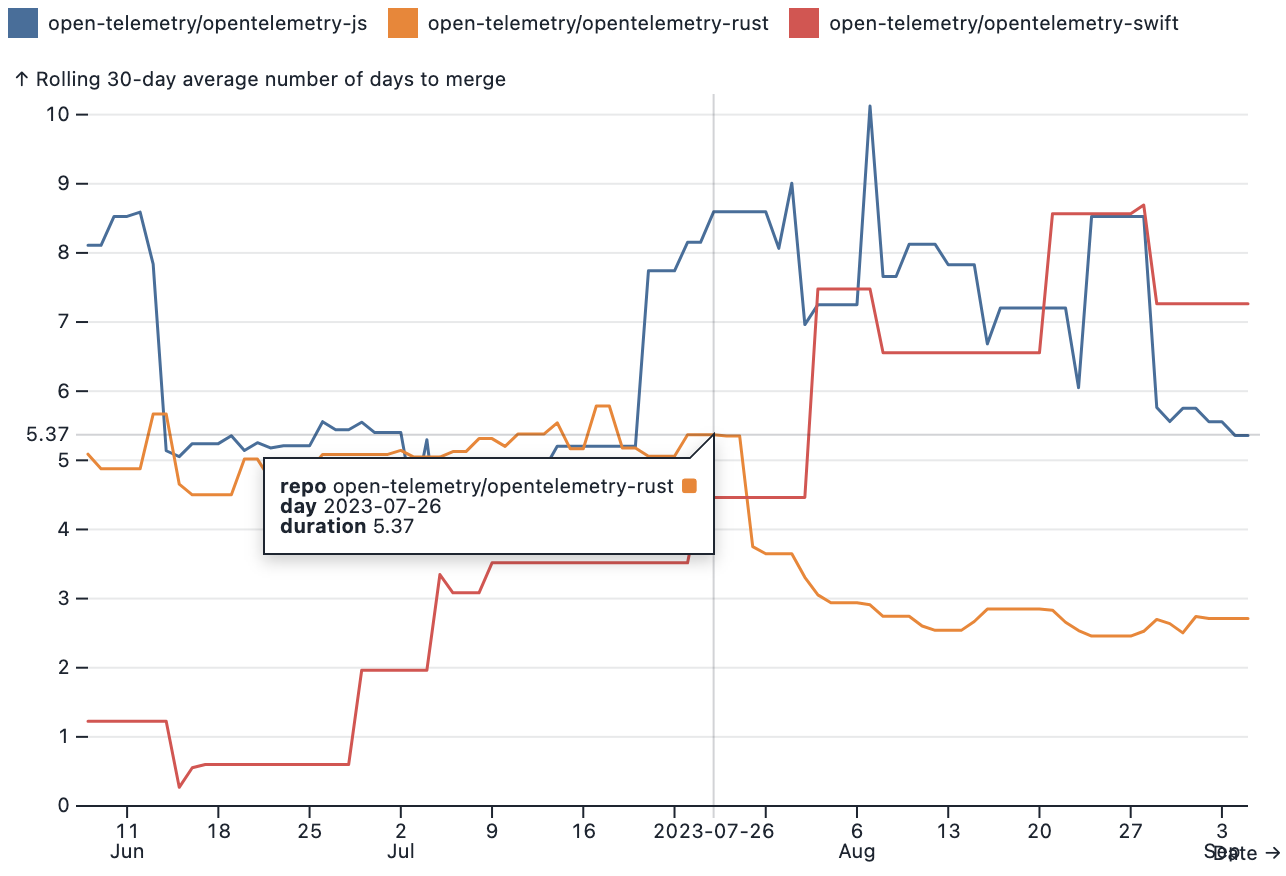 open-telemetry/opentelemetry-js open-telemetry/opentelemetry-rust open-telemetry/opentelemetry-swift
↑ Rolling 30-day average number of days to merge
10
9
8
7
6
5.37
5
4
3
2
1
0
repo open-telemetry/opentelemetry-rust
day 2023-07-26
duration 5.37
11 18 25 2 9 16 2023-07-26 6 13 20 27 3
Jun Jul Aug Sep
Date →